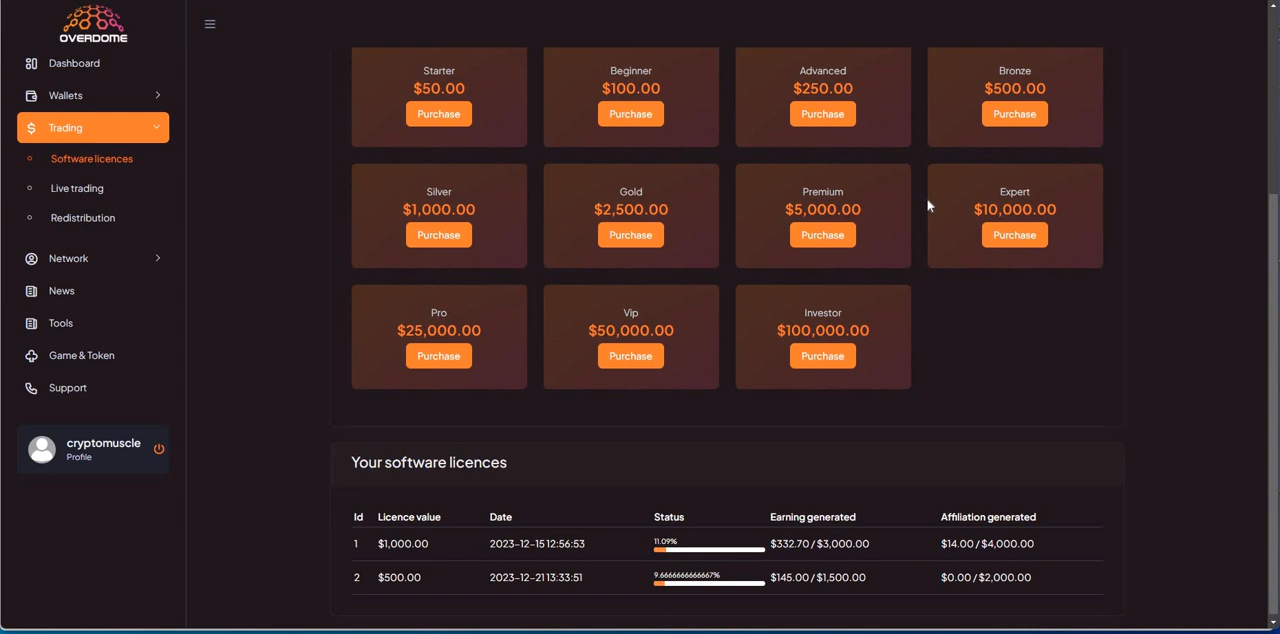 OVERDOME
Dashboard
Wallets
Trading
Software licences
Live trading
Redistribution
Network
News
Tools
Game & Token
Support
cryptomuscle
Profile
Starter Beginner Advanced Bronze
$50.00 $100.00 $250.00 $500.00
Purchase Purchase Purchase Purchase
Silver Gold Premium Expert
$1,000.00 $2,500.00 $5,000.00 $10,000.00
Purchase Purchase Purchase Purchase
Pro Vip Investor
$25,000.00 $50,000.00 $100,000.00
Purchase Purchase Purchase
Your software licences
Id Licence value Date Status Earning generated Affiliation generated
1 $1,000.00 2023-12-15 12:56:53 11.09% $332.70 / $3,000.00 $14.00 / $4,000.00
2 $500.00 2023-12-21 13:33:51 9.6666666666667% $145.00 / $1,500.00 $0.00 / $2,000.00